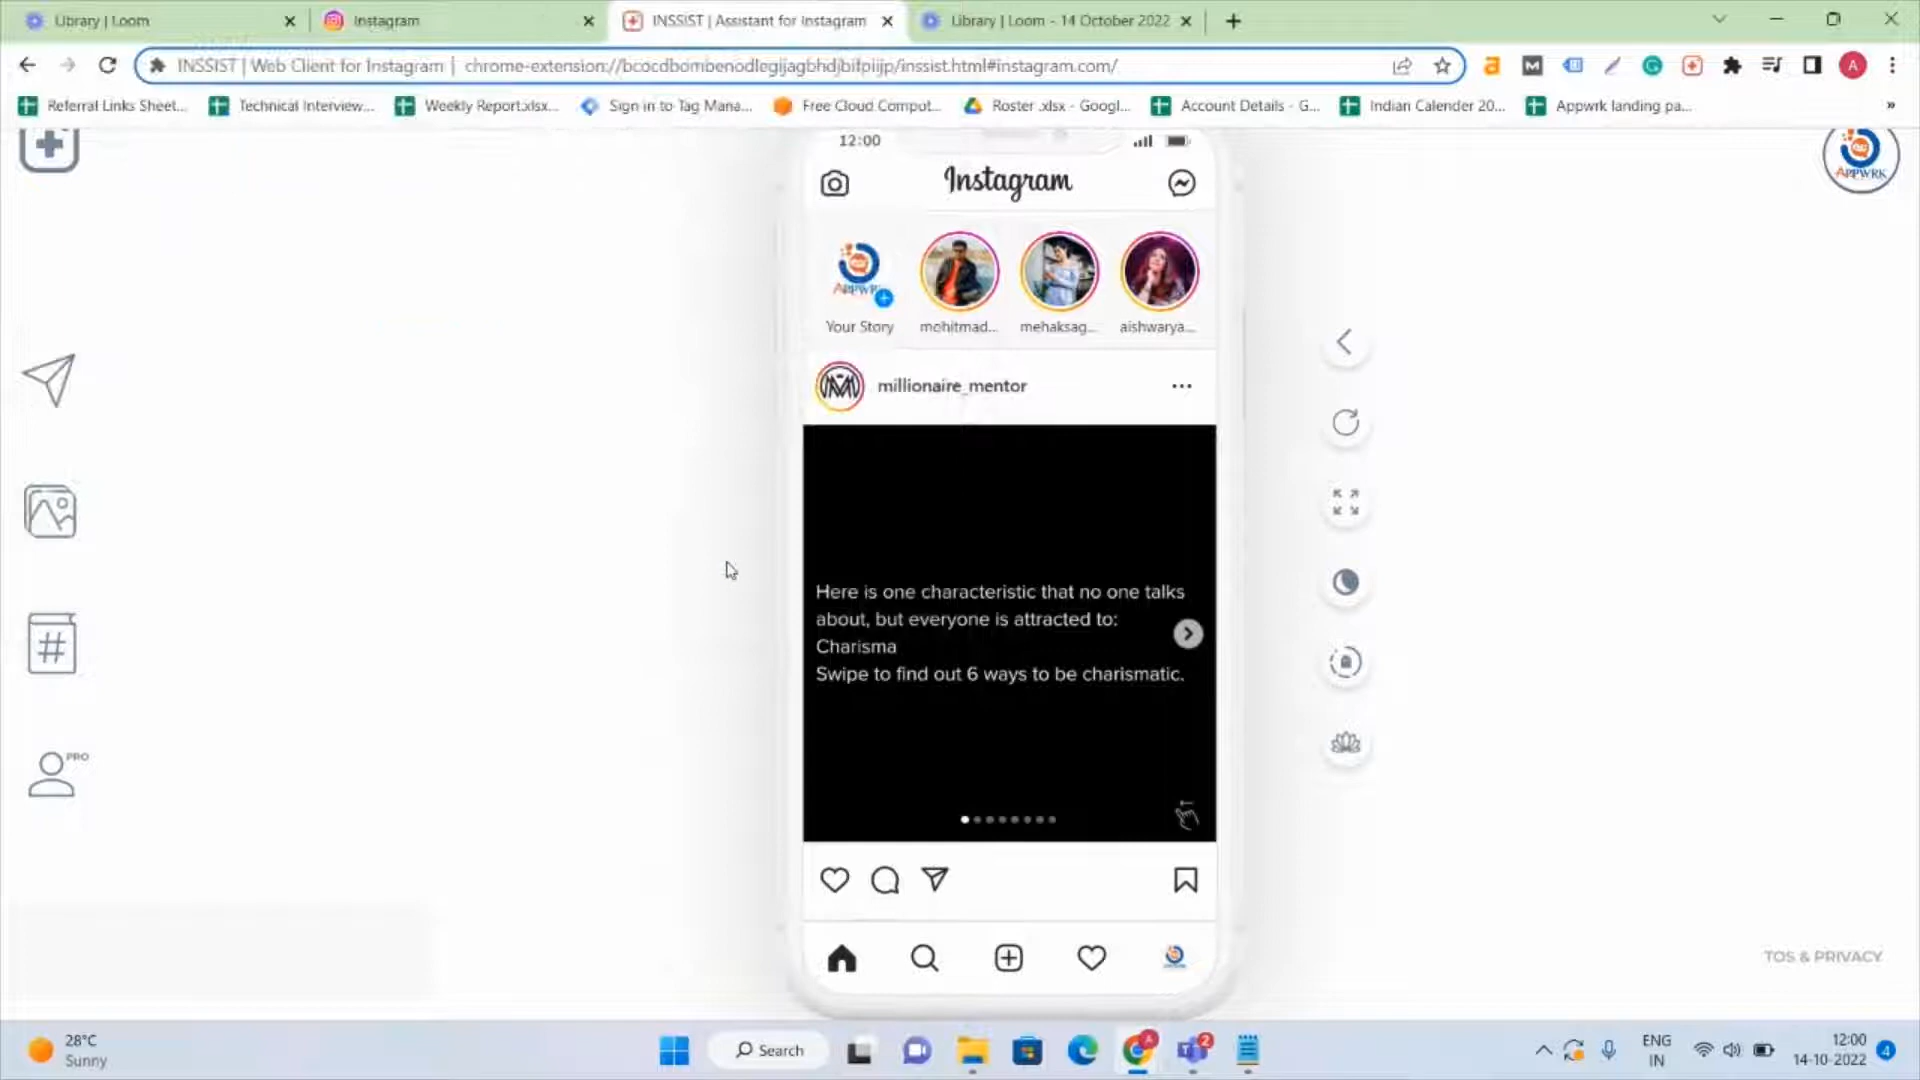 Library | Loom
Instagram
INSSIST | Assistant for Instagram
Library | Loom - 14 October 2022
INSSIST | Web Client for Instagram | chrome-extension://bcocdbombenodlegijagbhdjbifpiijp/inssist.html#instagram.com/
A
Referral Links Sheet...
Technical Interview...
Weekly Report.xlsx...
Sign in to Tag Mana...
Free Cloud Comput...
Roster .xlsx - Googl...
Account Details - G...
Indian Calender 20...
Appwrk landing pa...
»
12:00
Instagram
APPWRK
Your Story
mohitmad...
mehaksag...
aishwarya...
millionaire_mentor
Here is one characteristic that no one talks
about, but everyone is attracted to:
Charisma
Swipe to find out 6 ways to be charismatic.
#
PRO
TOS & PRIVACY
28°C
Sunny
Search
A
2
ENG
IN
12:00
14-10-2022
4